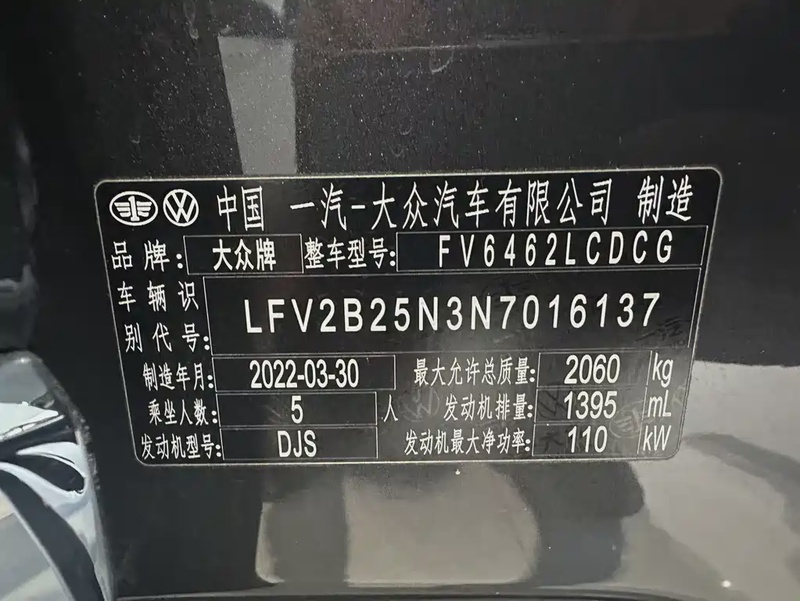 中国 一汽-大众汽车有限公司 制造
品牌: 大众牌 整车型号: FV6462LCDCG
车辆识别代号: LFV2B25N3N7016137
制造年月: 2022-03-30 最大允许总质量: 2060 kg
乘坐人数: 5 人 发动机排量: 1395 mL
发动机型号: DJS 发动机最大净功率: 110 kW